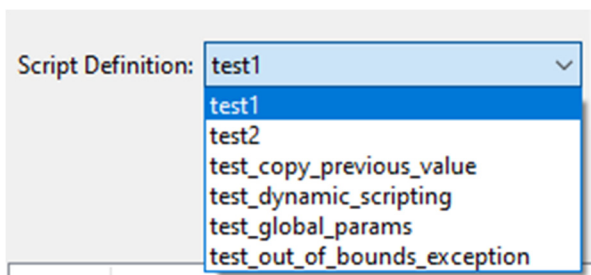 Script Definition: test1
test1
test2
test_copy_previous_value
test_dynamic_scripting
test_global_params
test_out_of_bounds_exception